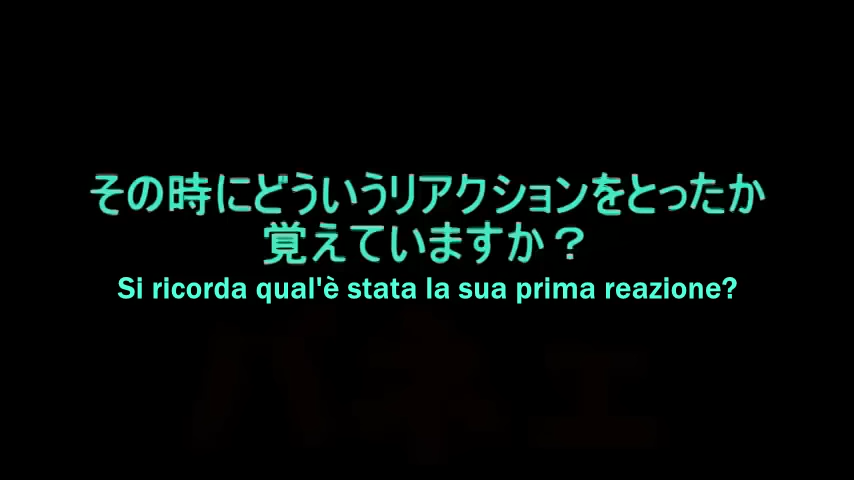 その時にどういうリアクションをとったか
覚えていますか？
Si ricorda qual'è stata la sua prima reazione?